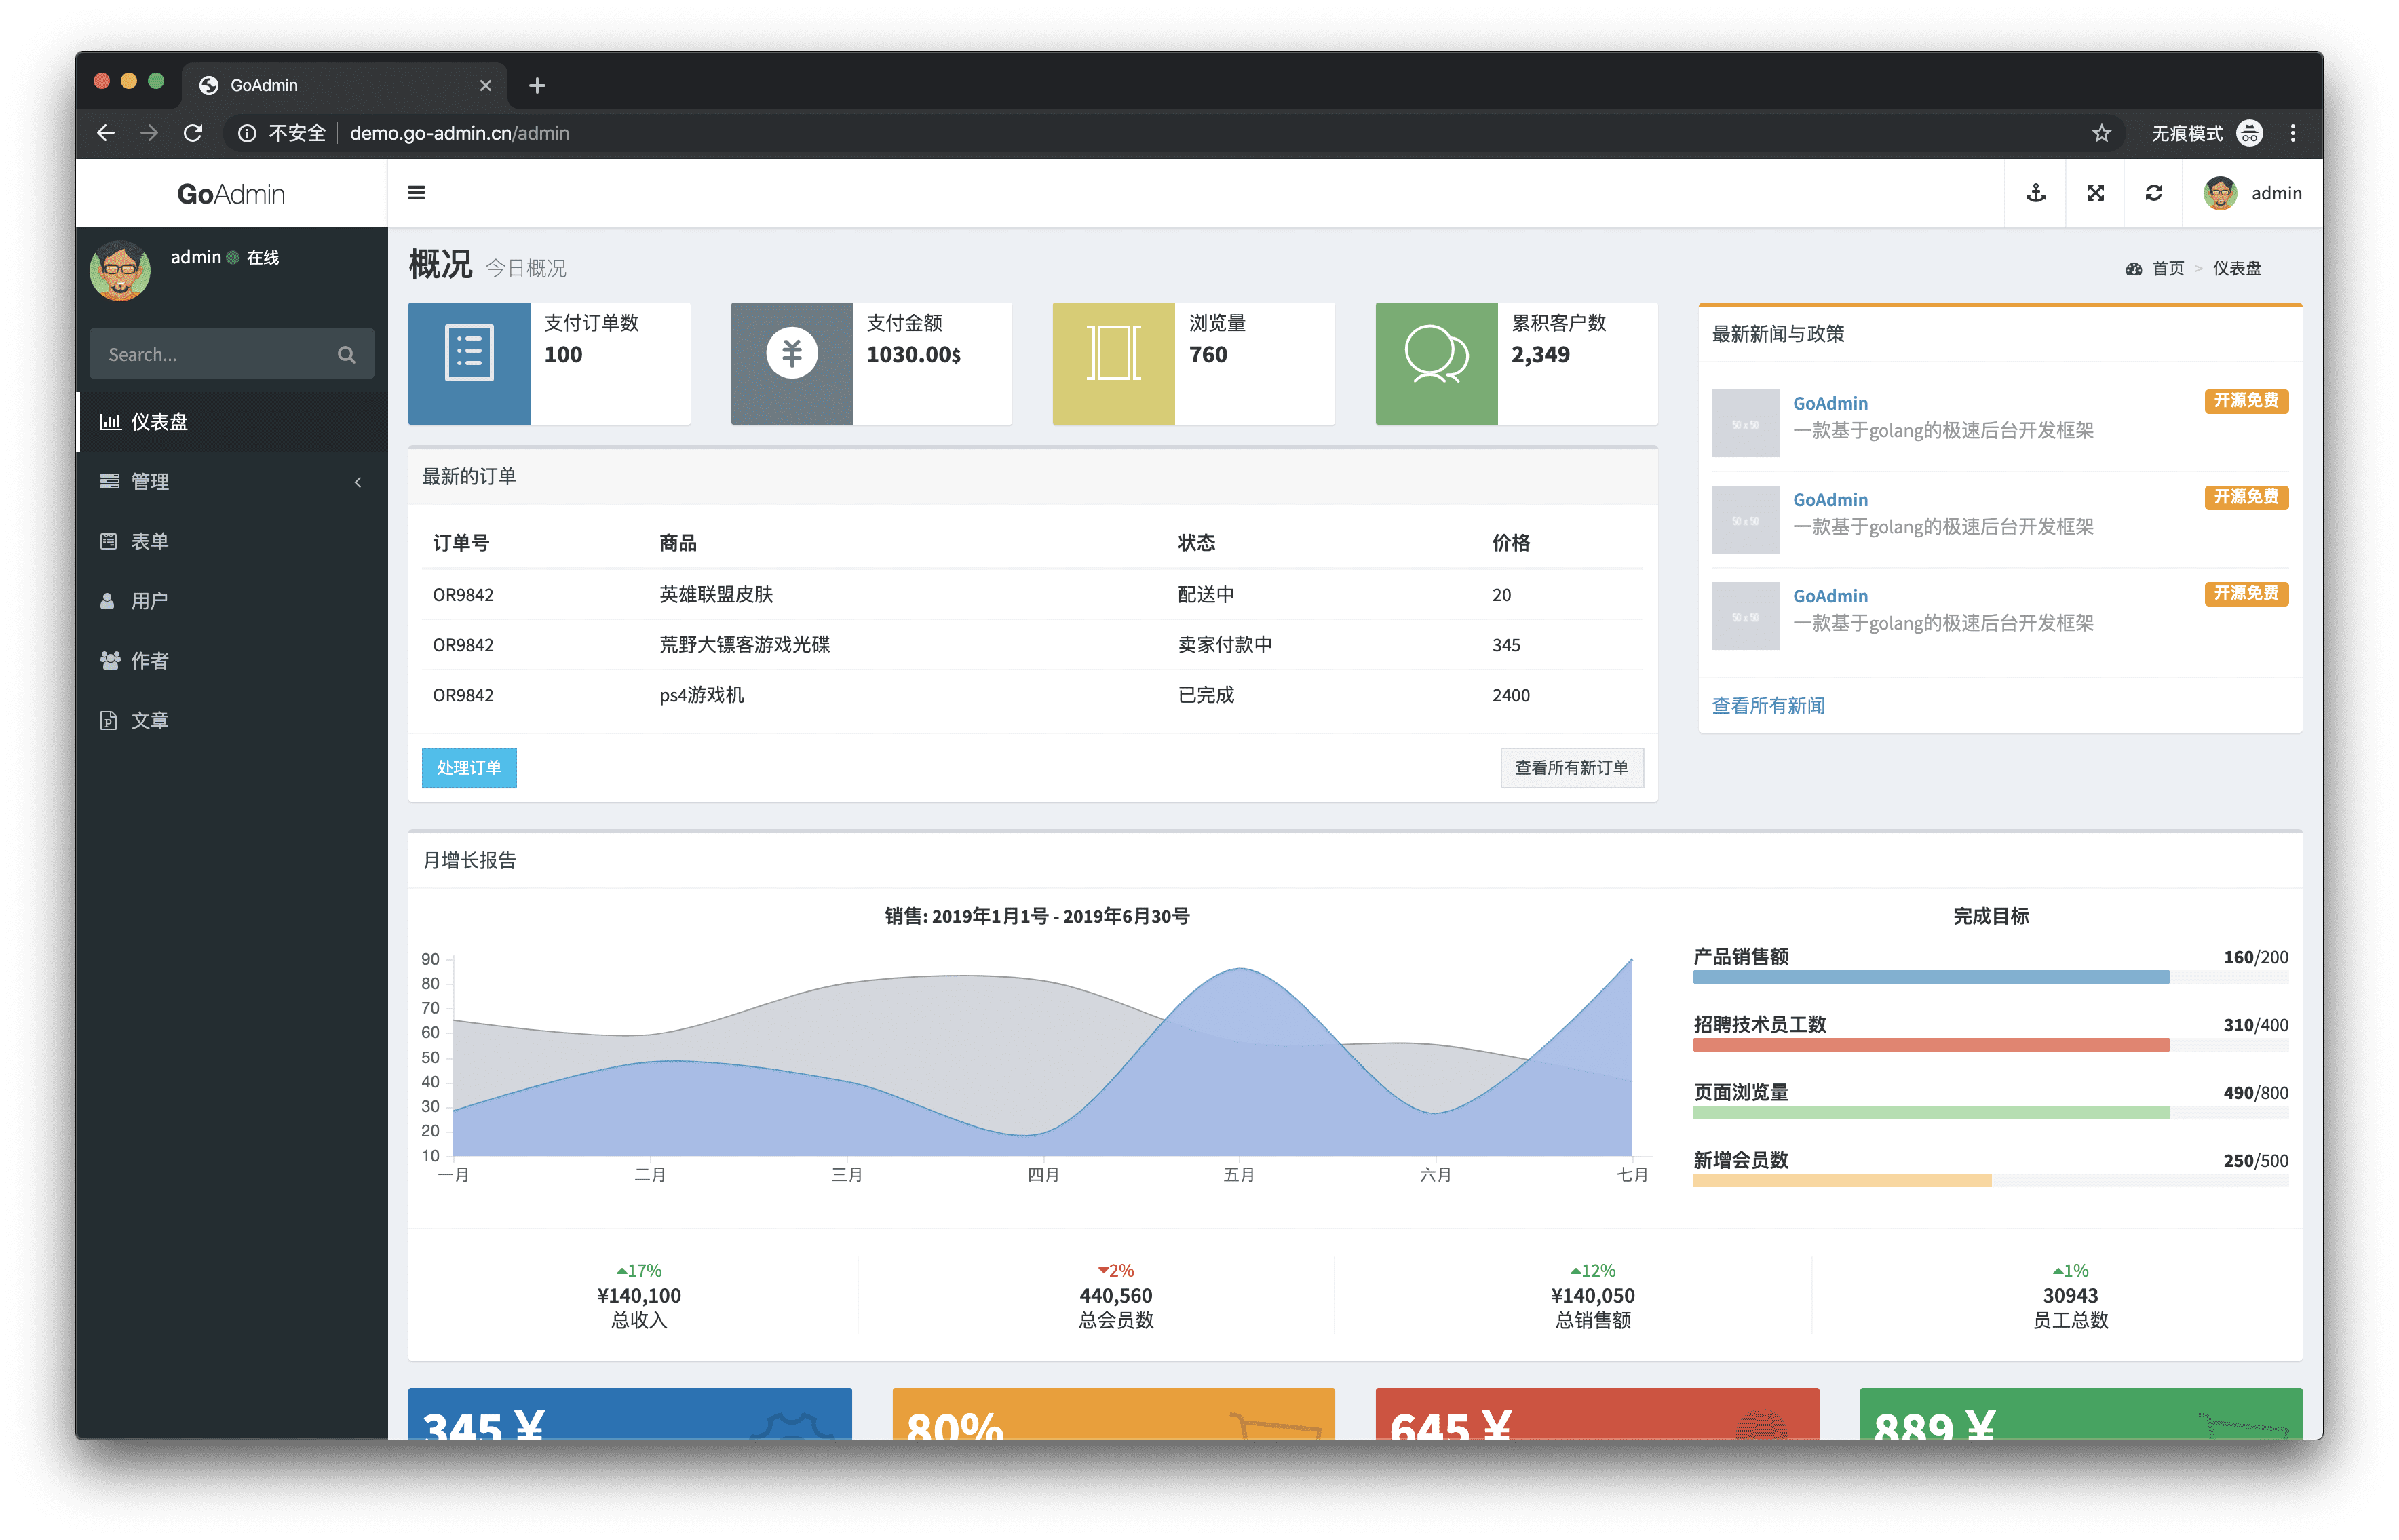 GoAdmin
不安全 demo.go-admin.cn/admin
无痕模式
GoAdmin
admin
admin 在线
Search...
仪表盘
管理
表单
用户
作者
文章
概况 今日概况
首页 > 仪表盘
支付订单数
100
支付金额
1030.00$
浏览量
760
累积客户数
2,349
最新的订单
订单号 商品 状态 价格
OR9842 英雄联盟皮肤 配送中 20
OR9842 荒野大镖客游戏光碟 卖家付款中 345
OR9842 ps4游戏机 已完成 2400
处理订单
查看所有新订单
最新新闻与政策
50 x 50
GoAdmin
开源免费
一款基于golang的极速后台开发框架
50 x 50
GoAdmin
开源免费
一款基于golang的极速后台开发框架
50 x 50
GoAdmin
开源免费
一款基于golang的极速后台开发框架
查看所有新闻
月增长报告
销售: 2019年1月1号 - 2019年6月30号
90
80
70
60
50
40
30
20
10
一月 二月 三月 四月 五月 六月 七月
完成目标
产品销售额 160/200
招聘技术员工数 310/400
页面浏览量 490/800
新增会员数 250/500
17%
¥140,100
总收入
2%
440,560
总会员数
12%
¥140,050
总销售额
1%
30943
员工总数
345 ¥
80%
645 ¥
889 ¥